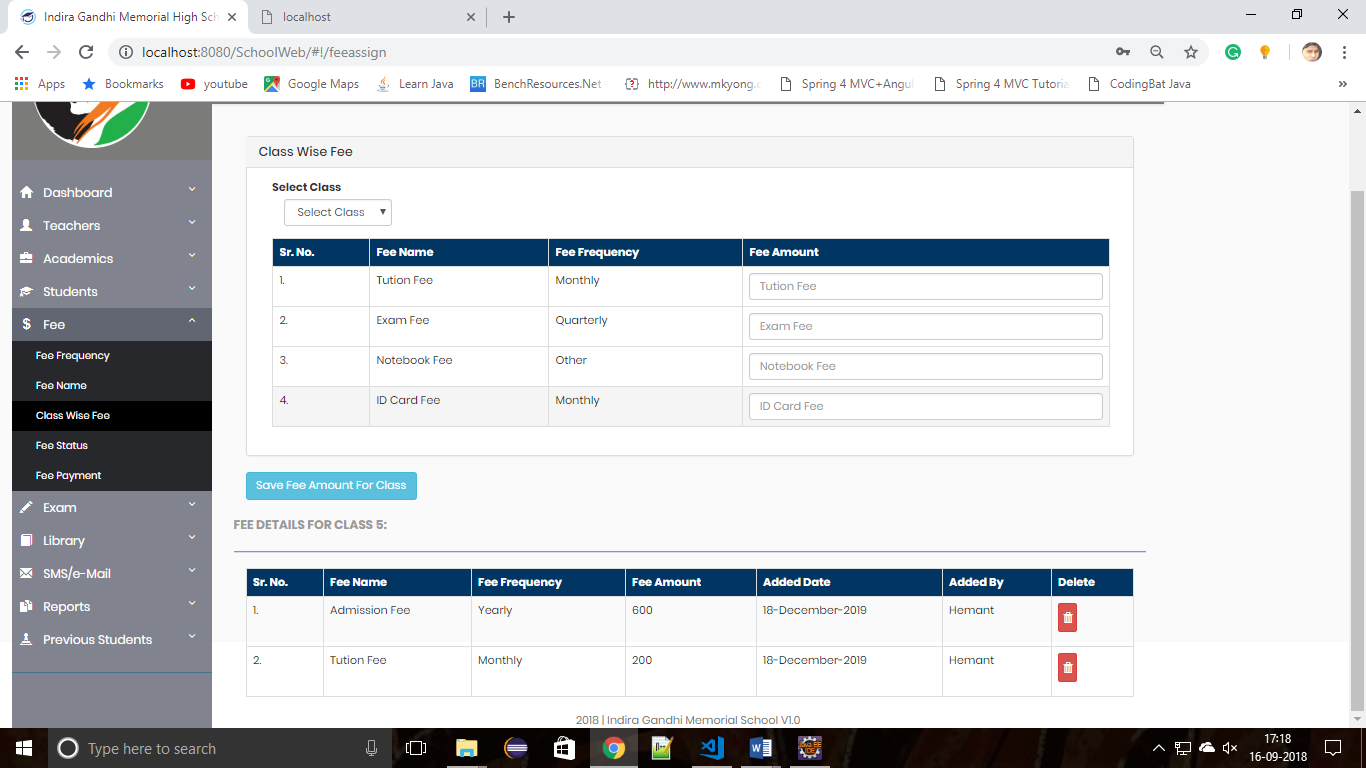 Indira Gandhi Memorial High Sch
localhost
localhost:8080/SchoolWeb/#!/feeassign
Apps
Bookmarks
youtube
Google Maps
Learn Java
BR BenchResources.Net
http://www.mkyong.c
Spring 4 MVC+Angul
Spring 4 MVC Tutoria
CodingBat Java
»
Dashboard
Teachers
Academics
Students
$ Fee
Fee Frequency
Fee Name
Class Wise Fee
Fee Status
Fee Payment
Exam
Library
SMS/e-Mail
Reports
Previous Students
Class Wise Fee
Select Class
Select Class
Sr. No. Fee Name Fee Frequency Fee Amount
1. Tution Fee Monthly Tution Fee
2. Exam Fee Quarterly Exam Fee
3. Notebook Fee Other Notebook Fee
4. ID Card Fee Monthly ID Card Fee
Save Fee Amount For Class
FEE DETAILS FOR CLASS 5:
Sr. No. Fee Name Fee Frequency Fee Amount Added Date Added By Delete
1. Admission Fee Yearly 600 18-December-2019 Hemant
2. Tution Fee Monthly 200 18-December-2019 Hemant
2018 | Indira Gandhi Memorial School V1.0
Type here to search
17:18
16-09-2018